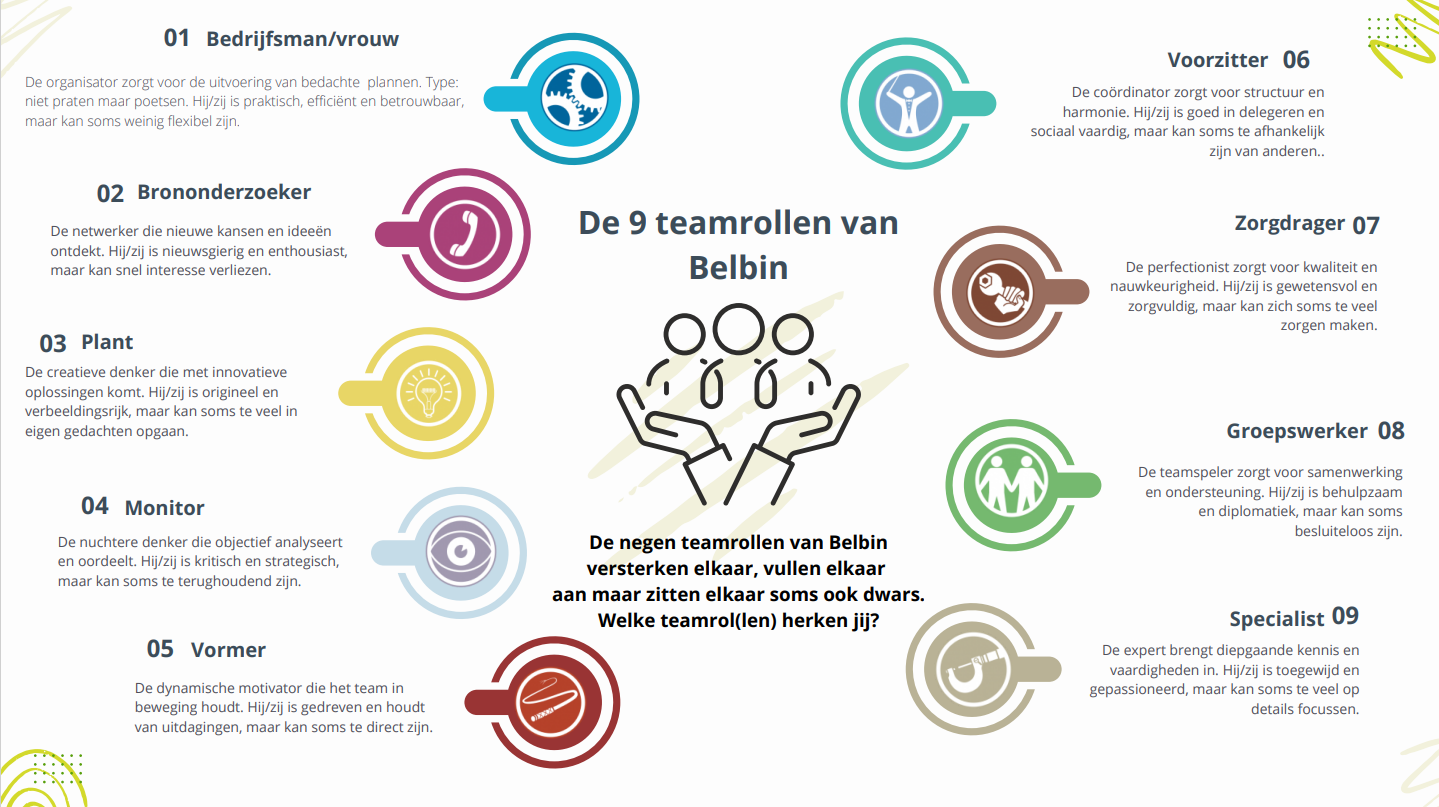 01 Bedrijfsman/vrouw
De organisator zorgt voor de uitvoering van bedachte plannen. Type:
niet praten maar poetsen. Hij/zij is praktisch, efficiënt en betrouwbaar,
maar kan soms weinig flexibel zijn.
02 Brononderzoeker
De netwerker die nieuwe kansen en ideeën
ontdekt. Hij/zij is nieuwsgierig en enthousiast,
maar kan snel interesse verliezen.
03 Plant
De creatieve denker die met innovatieve
oplossingen komt. Hij/zij is origineel en
verbeeldingsrijk, maar kan soms te veel in
eigen gedachten opgaan.
04 Monitor
De nuchtere denker die objectief analyseert
en oordeelt. Hij/zij is kritisch en strategisch,
maar kan soms te terughoudend zijn.
05 Vormer
De dynamische motivator die het team in
beweging houdt. Hij/zij is gedreven en houdt
van uitdagingen, maar kan soms te direct zijn.
De 9 teamrollen van
Belbin
De negen teamrollen van Belbin
versterken elkaar, vullen elkaar
aan maar zitten elkaar soms ook dwars.
Welke teamrol(len) herken jij?
Voorzitter 06
De coördinator zorgt voor structuur en
harmonie. Hij/zij is goed in delegeren en
sociaal vaardig, maar kan soms te afhankelijk
zijn van anderen..
Zorgdrager 07
De perfectionist zorgt voor kwaliteit en
nauwkeurigheid. Hij/zij is gewetensvol en
zorgvuldig, maar kan zich soms te veel
zorgen maken.
Groepswerker 08
De teamspeler zorgt voor samenwerking
en ondersteuning. Hij/zij is behulpzaam
en diplomatiek, maar kan soms
besluiteloos zijn.
Specialist 09
De expert brengt diepgaande kennis en
vaardigheden in. Hij/zij is toegewijd en
gepassioneerd, maar kan soms te veel op
details focussen.